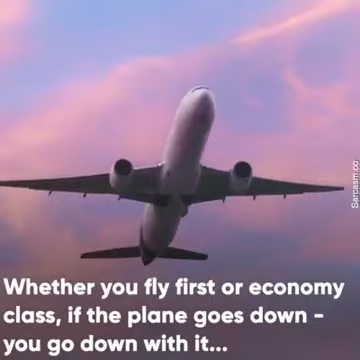 Sarcasm.co
Whether you fly first or economy
class, if the plane goes down -
you go down with it...